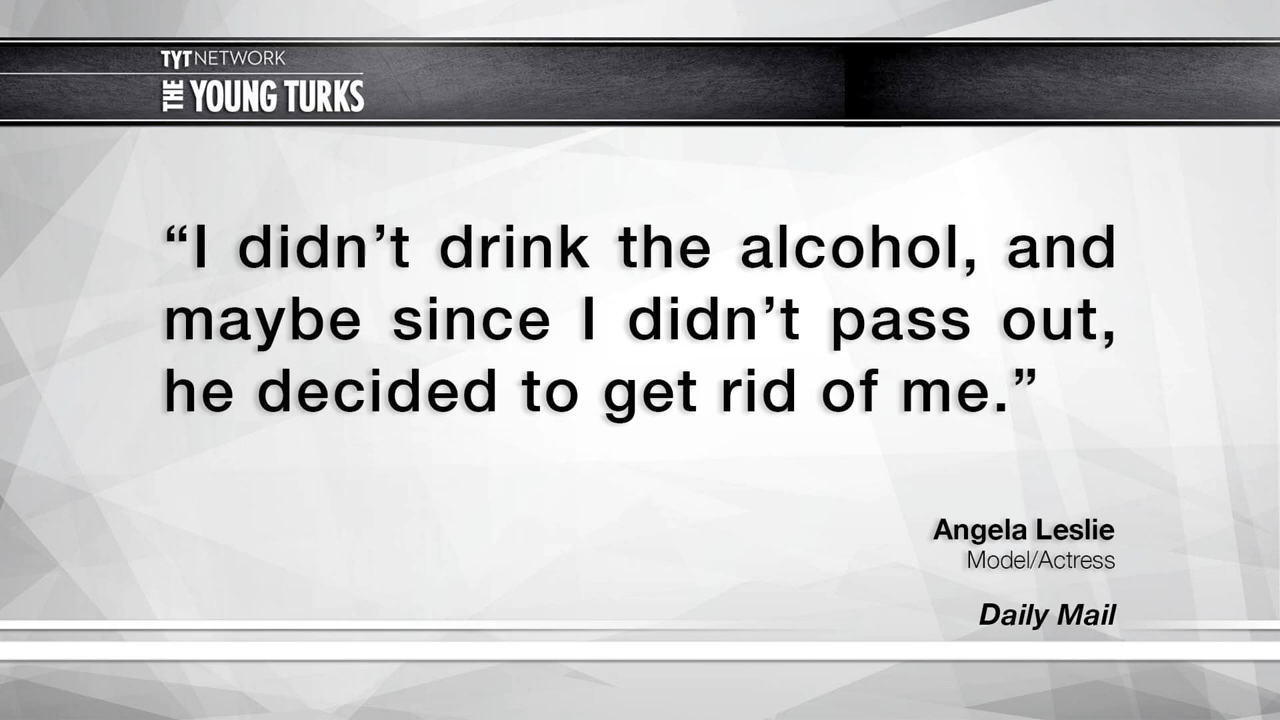 TYT NETWORK
THE YOUNG TURKS
“I didn’t drink the alcohol, and
maybe since I didn’t pass out,
he decided to get rid of me.”
Angela Leslie
Model/Actress
Daily Mail